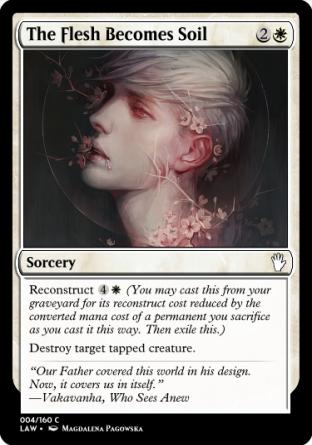 The Flesh Becomes Soil 2
Sorcery
Reconstruct 4 (You may cast this from your
graveyard for its reconstruct cost reduced by the
converted mana cost of a permanent you sacrifice
as you cast it this way. Then exile this.)
Destroy target tapped creature.
"Our Father covered this world in his design.
Now, it covers us in itself."
—Vakavanha, Who Sees Anew
004/160 C
LAW • Magdalena Pagowska